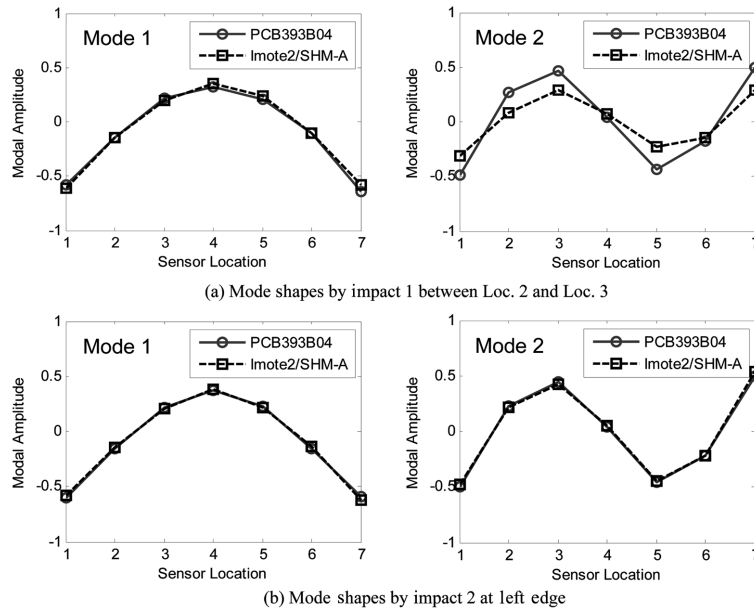 Mode 1
PCB393B04
Imote2/SHM-A
1
0.5
0
-0.5
-1
Modal Amplitude
1 2 3 4 5 6 7
Sensor Location
Mode 2
PCB393B04
Imote2/SHM-A
1
0.5
0
-0.5
-1
Modal Amplitude
1 2 3 4 5 6 7
Sensor Location
(a) Mode shapes by impact 1 between Loc. 2 and Loc. 3
Mode 1
PCB393B04
Imote2/SHM-A
1
0.5
0
-0.5
-1
Modal Amplitude
1 2 3 4 5 6 7
Sensor Location
Mode 2
PCB393B04
Imote2/SHM-A
1
0.5
0
-0.5
-1
Modal Amplitude
1 2 3 4 5 6 7
Sensor Location
(b) Mode shapes by impact 2 at left edge